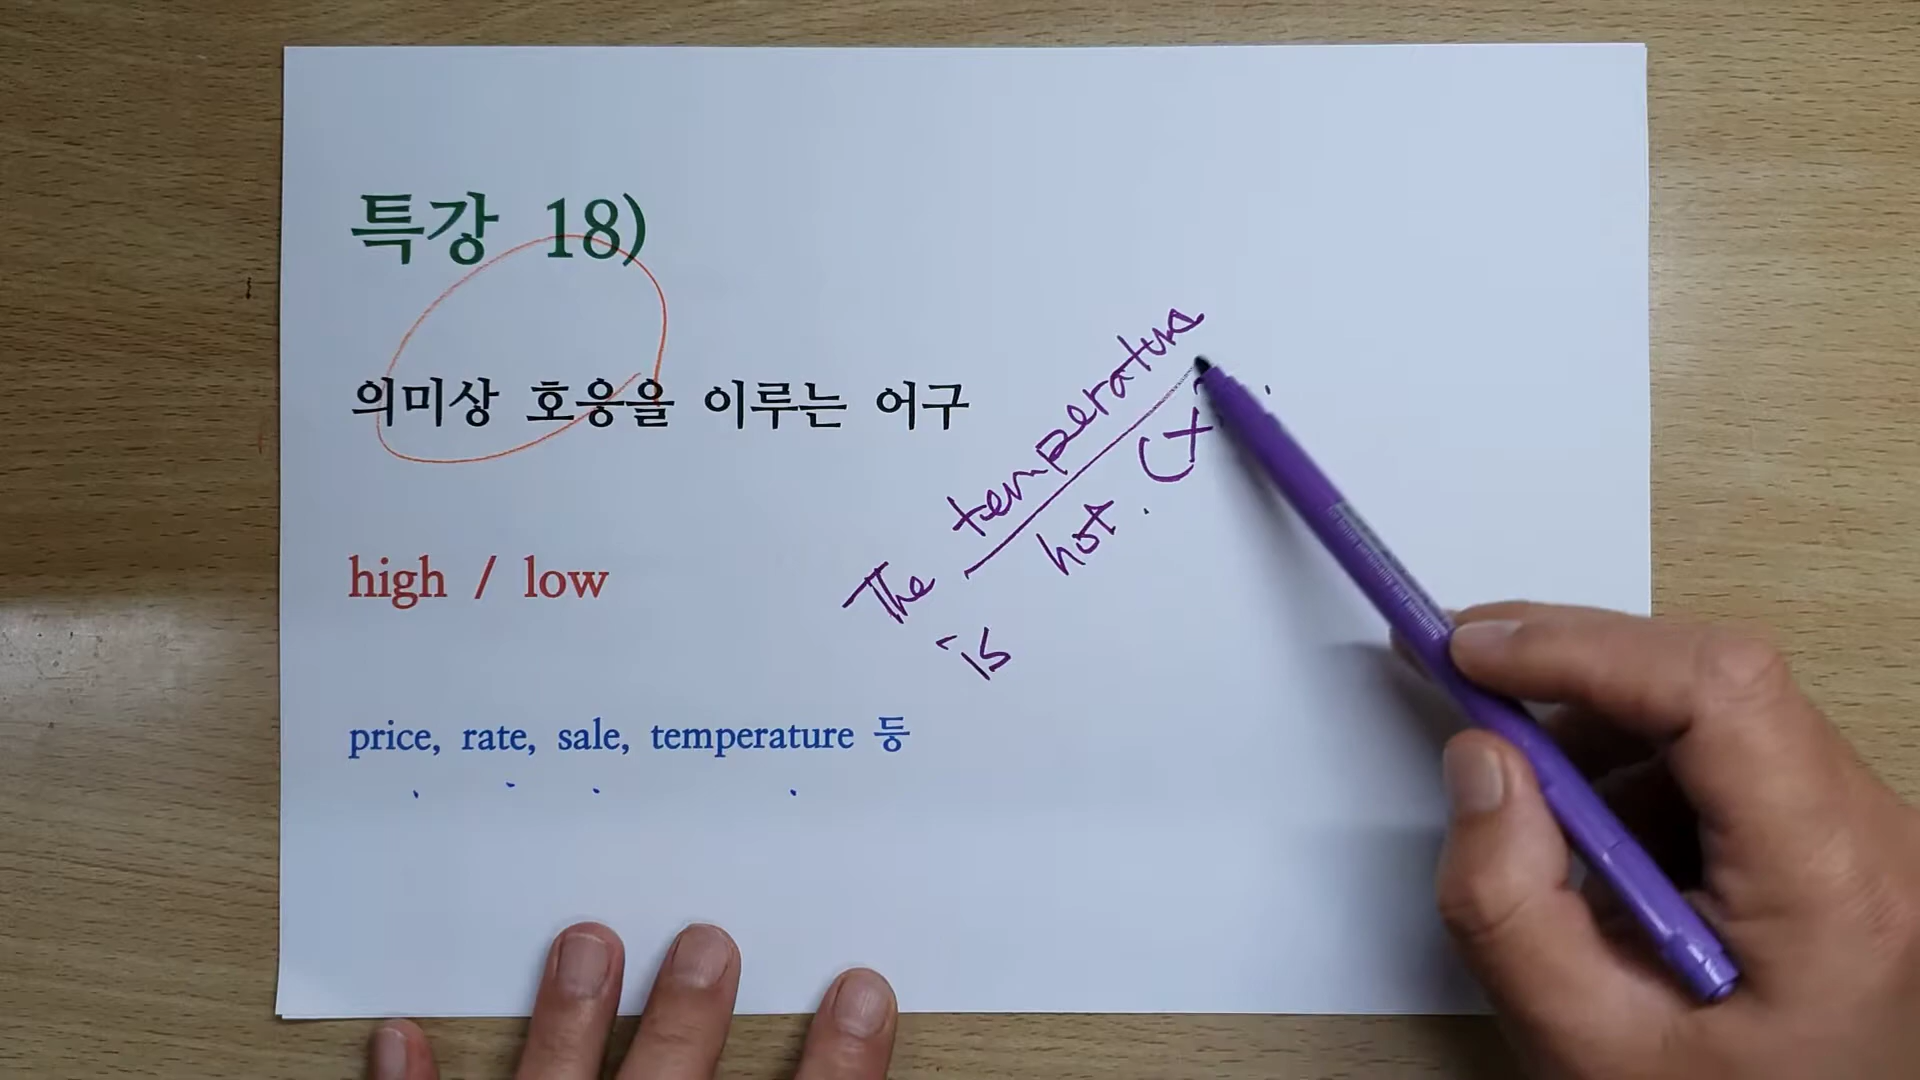 특강 18)
의미상 호응을 이루는 어구
high / low
price, rate, sale, temperature 등
The temperature
is hot. (X)